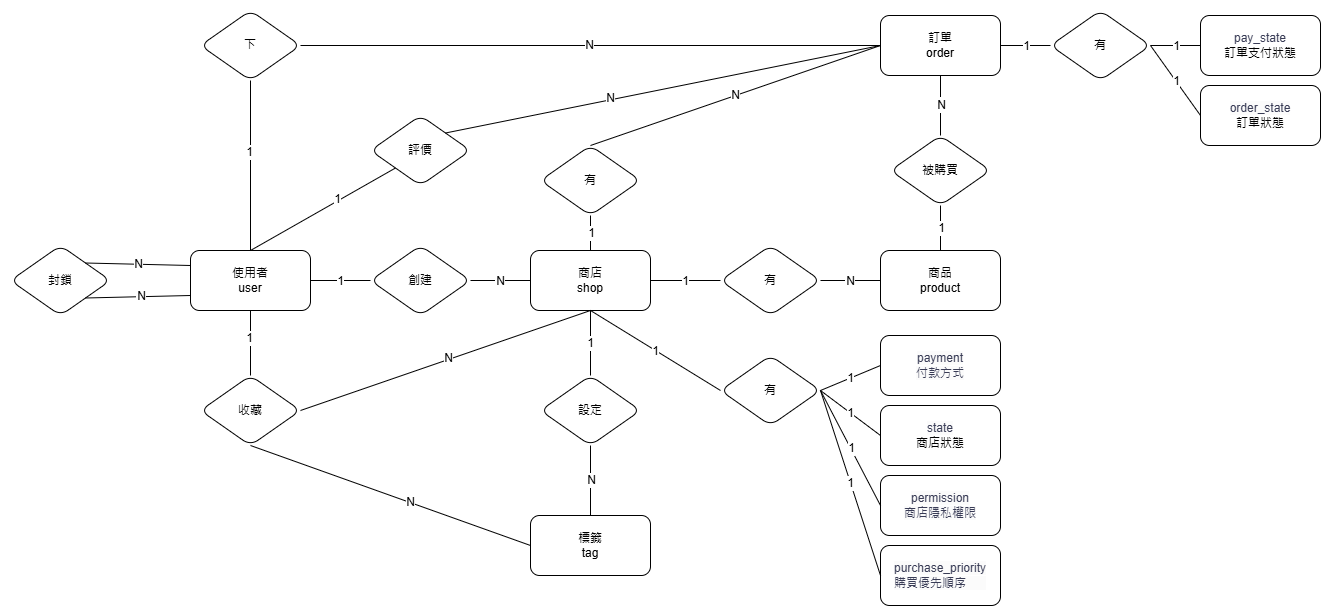 下
N
訂單
order
1
有
1
pay_state
訂單支付狀態
1
order_state
訂單狀態
N
N
N
1
評價
有
被購買
1
1
1
封鎖
N
N
使用者
user
1
創建
N
商店
shop
1
有
N
商品
product
1
N
1
1
收藏
設定
有
1
payment
付款方式
1
state
商店狀態
1
permission
商店隱私權限
1
purchase_priority
購買優先順序
N
N
標籤
tag